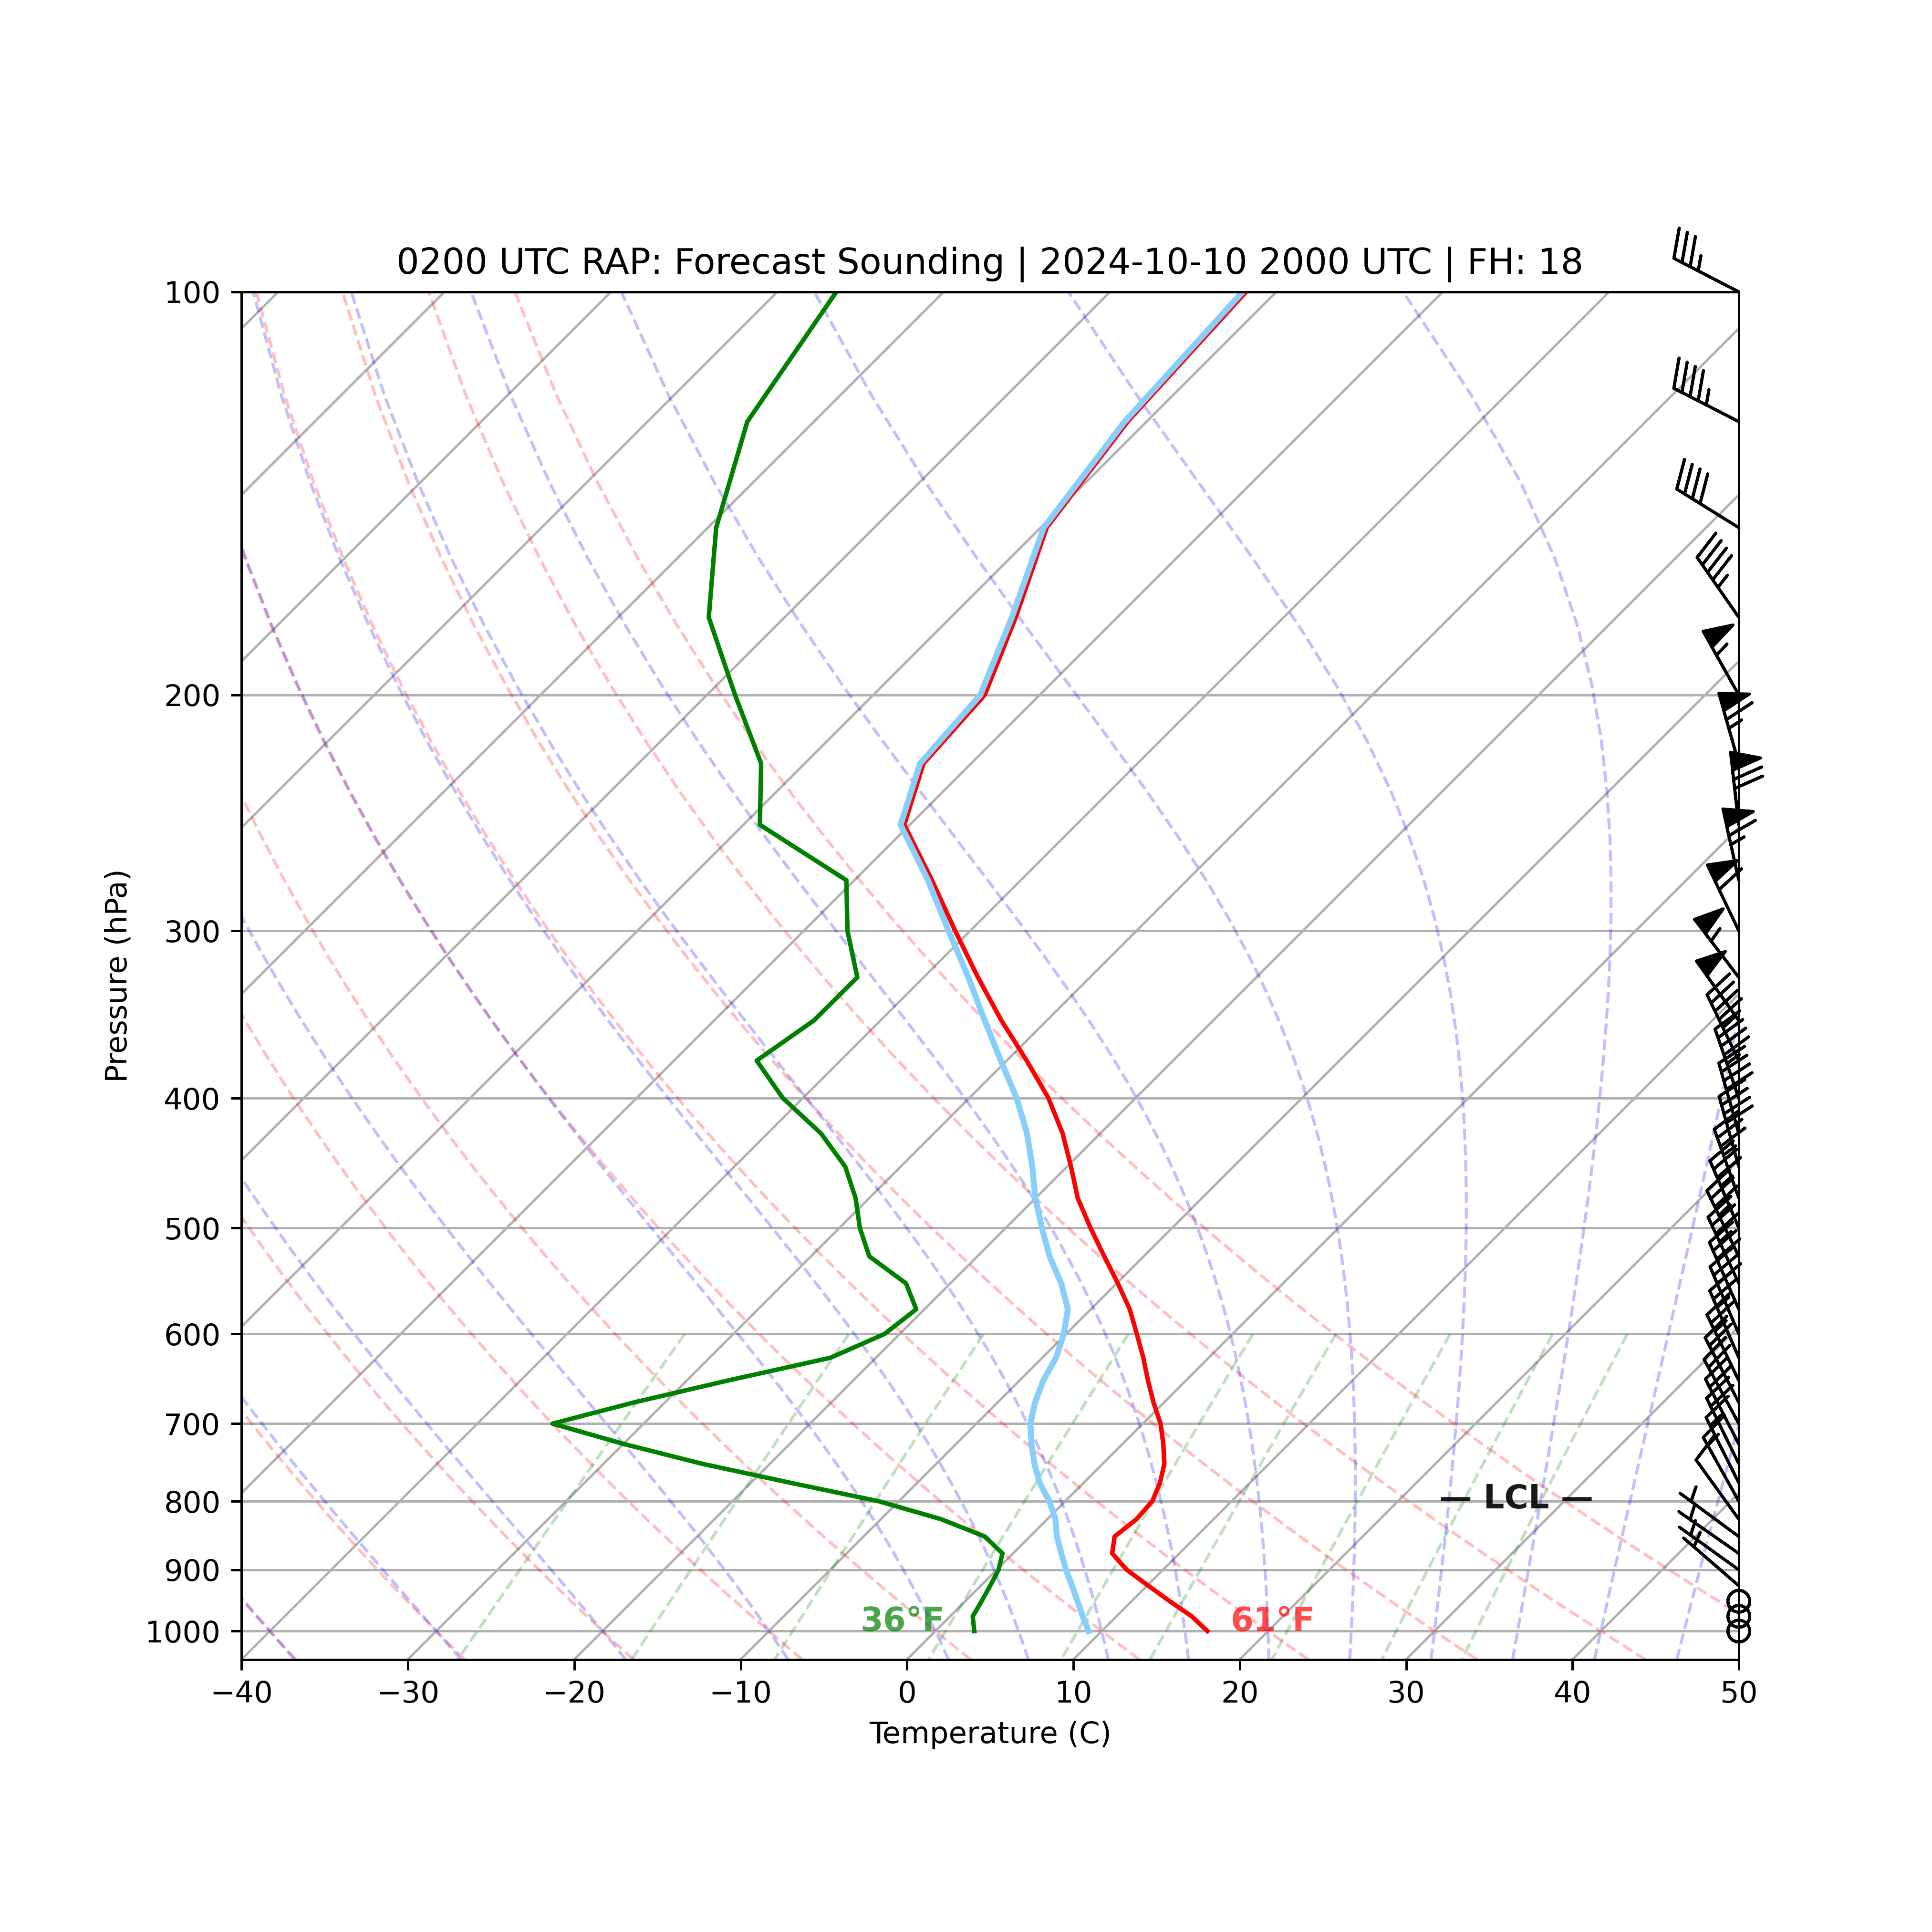 0200 UTC RAP: Forecast Sounding | 2024-10-10 2000 UTC | FH: 18
100
200
300
400
500
600
700
800
900
1000
Pressure (hPa)
— LCL —
36°F
61°F
−40 −30 −20 −10 0 10 20 30 40 50
Temperature (C)